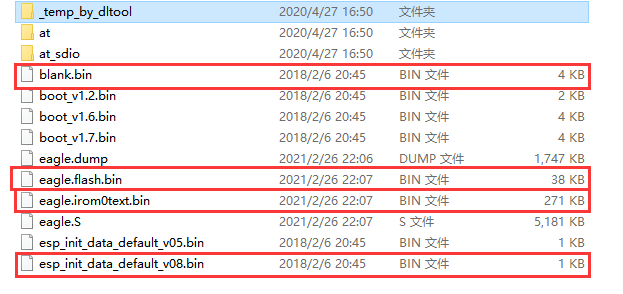 _temp_by_dltool 2020/4/27 16:50 文件夹
at 2020/4/27 16:50 文件夹
at_sdio 2020/4/27 16:50 文件夹
blank.bin 2018/2/6 20:45 BIN 文件 4 KB
boot_v1.2.bin 2018/2/6 20:45 BIN 文件 2 KB
boot_v1.6.bin 2018/2/6 20:45 BIN 文件 4 KB
boot_v1.7.bin 2018/2/6 20:45 BIN 文件 4 KB
eagle.dump 2021/2/26 22:06 DUMP 文件 1,747 KB
eagle.flash.bin 2021/2/26 22:07 BIN 文件 38 KB
eagle.irom0text.bin 2021/2/26 22:07 BIN 文件 271 KB
eagle.S 2021/2/26 22:07 S 文件 5,181 KB
esp_init_data_default_v05.bin 2018/2/6 20:45 BIN 文件 1 KB
esp_init_data_default_v08.bin 2018/2/6 20:45 BIN 文件 1 KB